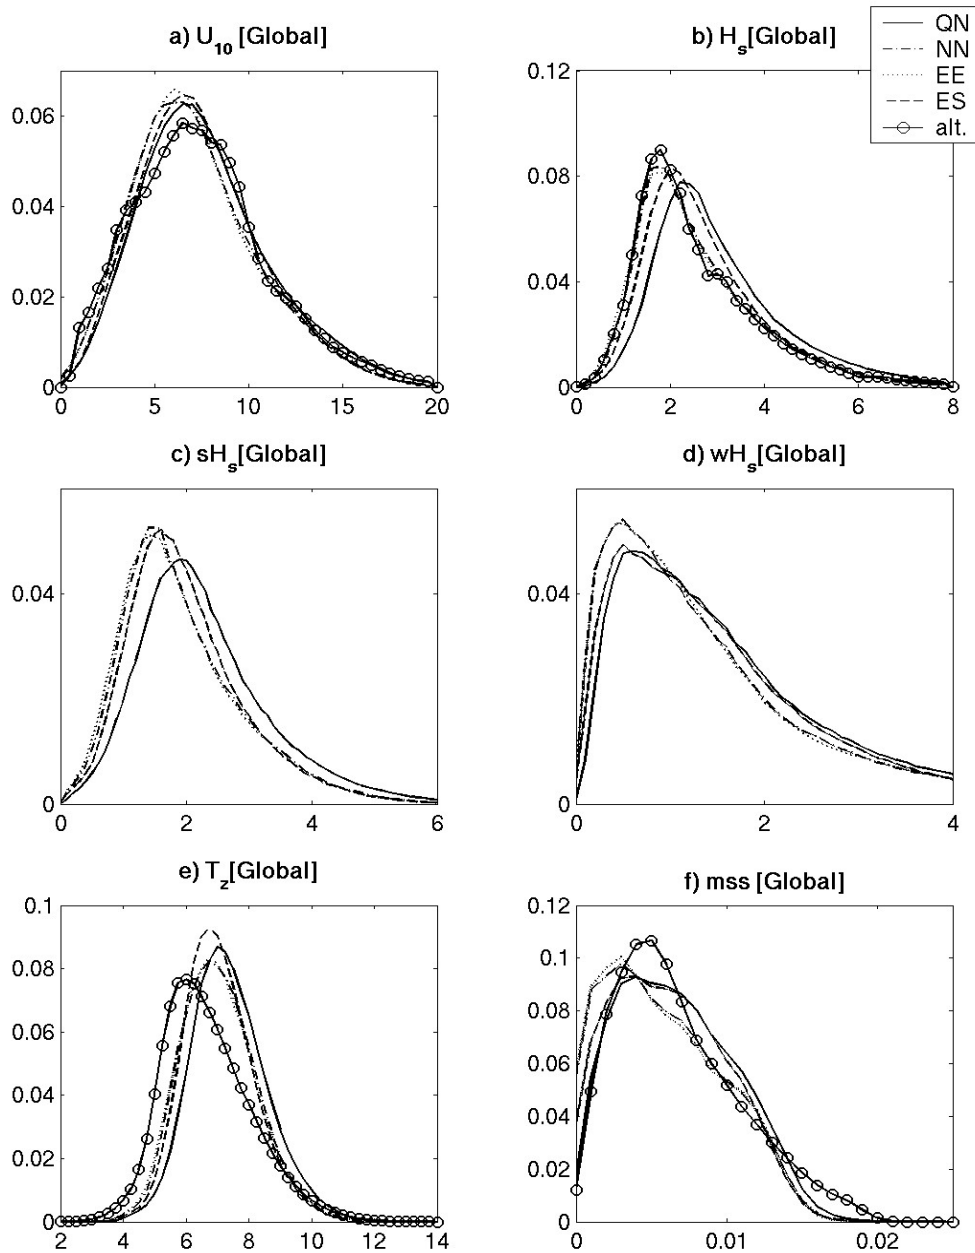 a) U10 [Global]
b) Hs[Global]
QN
NN
EE
ES
alt.
0.06
0.04
0.02
0
0 5 10 15 20
0.12
0.08
0.04
0
0 2 4 6 8
c) sHs[Global]
d) wHs[Global]
0.04
0
0 2 4 6
0.04
0
0 2 4
e) Tz[Global]
f) mss [Global]
0.1
0.08
0.06
0.04
0.02
0
2 4 6 8 10 12 14
0.12
0.1
0.08
0.06
0.04
0.02
0
0 0.01 0.02